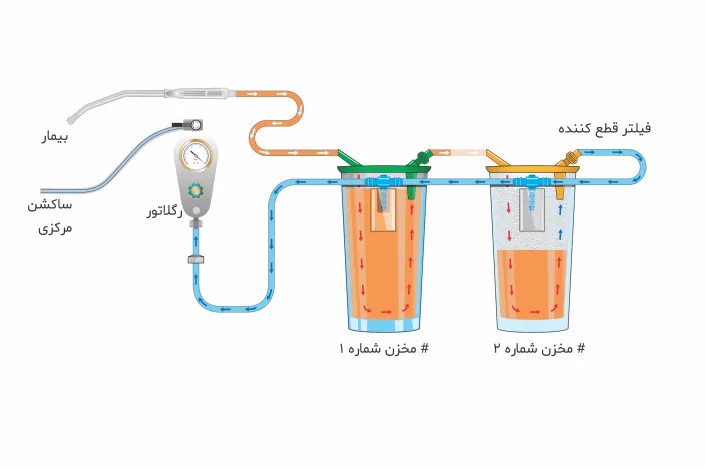 بیمار
فیلتر قطع کننده
ساکشن
مرکزی
رگلاتور
# مخزن شماره ۱
# مخزن شماره ۲